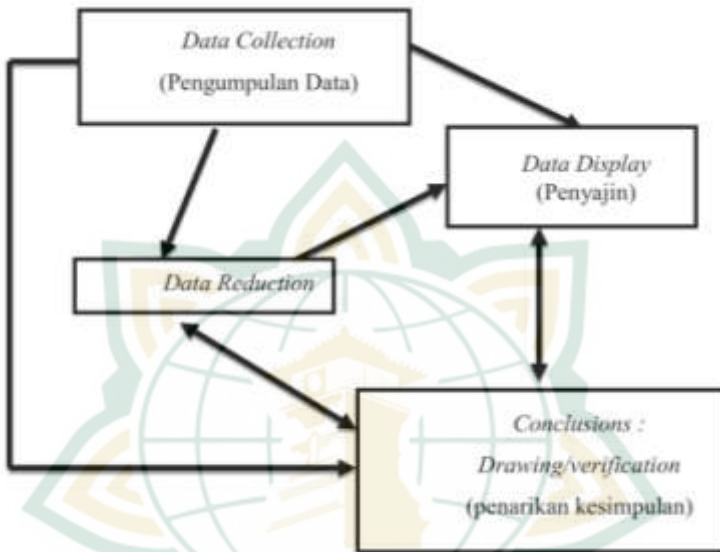 Data Collection
(Pengumpulan Data)
Data Display
(Penyajin)
Data Reduction
Conclusions :
Drawing/verification
(penarikan kesimpulan)